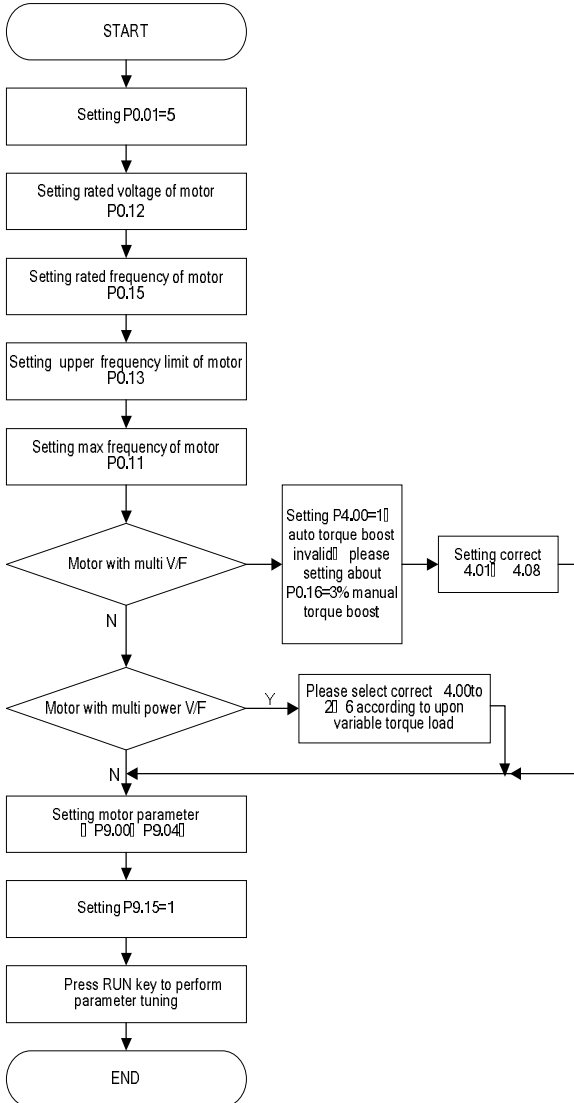 START
Setting P0.01=5
Setting rated voltage of motor
P0.12
Setting rated frequency of motor
P0.15
Setting upper frequency limit of motor
P0.13
Setting max frequency of motor
P0.11
Motor with multi V/F
Setting P4.00=1▯
auto torque boost
invalid▯ please
setting about
P0.16=3% manual
torque boost
Setting correct
4.01▯ 4.08
N
Motor with multi power V/F
Y
Please select correct 4.00to
2▯ 6 according to upon
variable torque load
N
Setting motor parameter
▯ P9.00▯ P9.04▯
Setting P9.15=1
Press RUN key to perform
parameter tuning
END